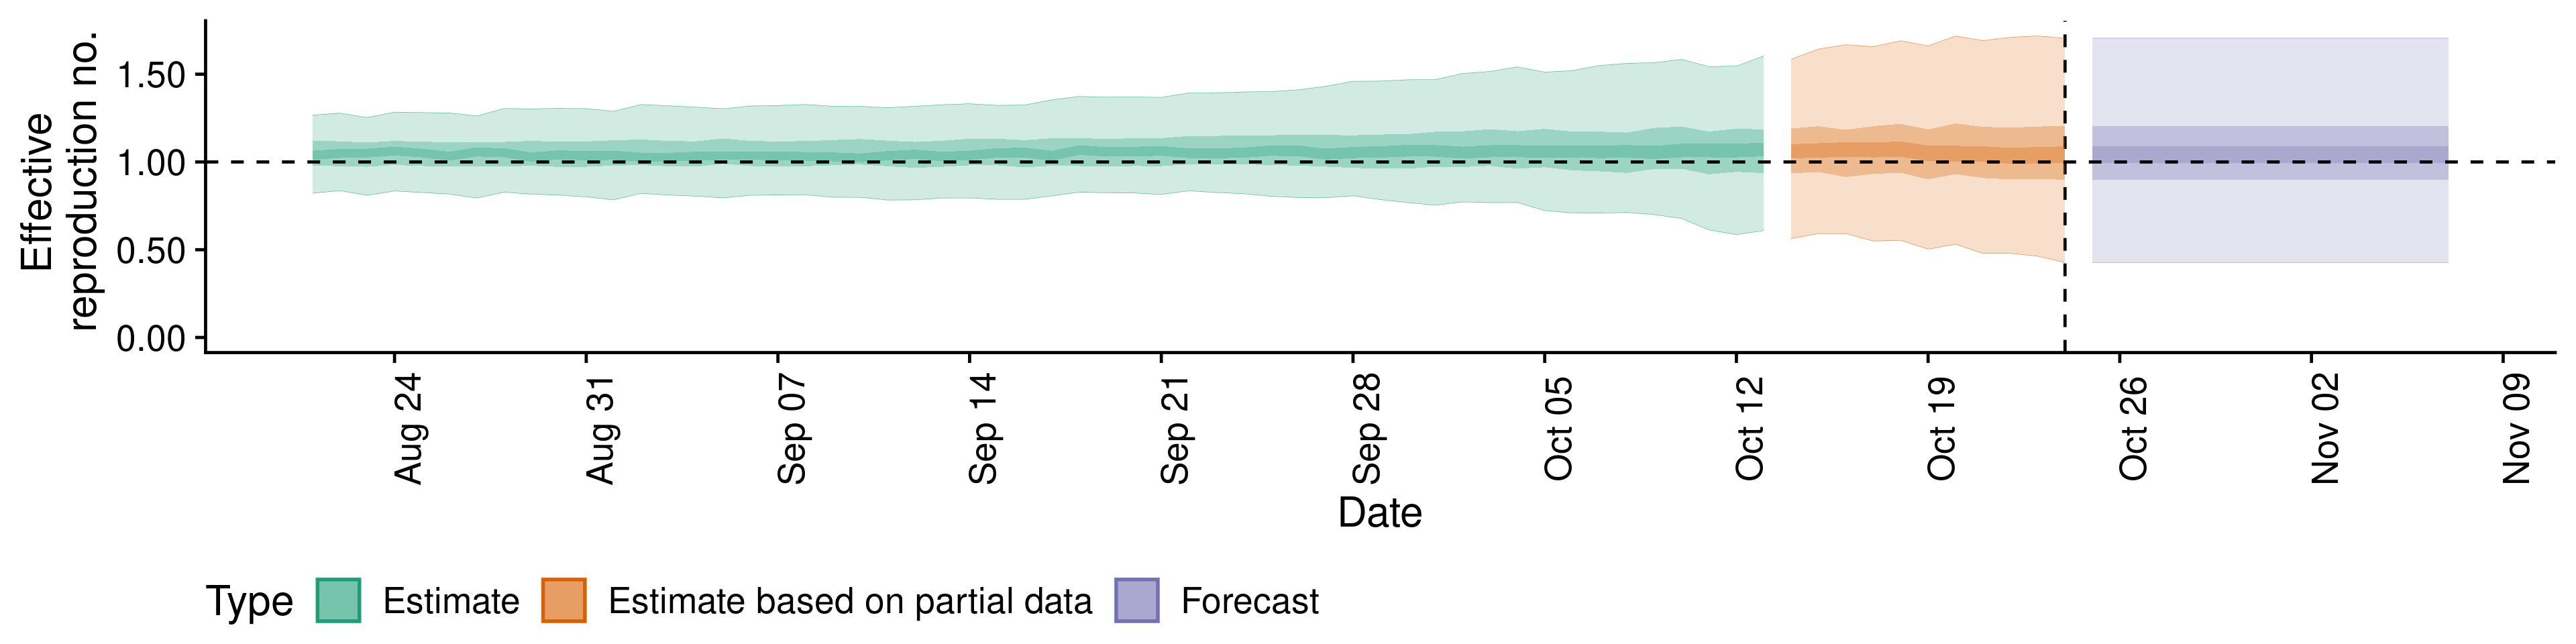 Effective
reproduction no.
1.50
1.00
0.50
0.00
Aug 24
Aug 31
Sep 07
Sep 14
Sep 21
Sep 28
Oct 05
Oct 12
Oct 19
Oct 26
Nov 02
Nov 09
Date
Type Estimate Estimate based on partial data Forecast